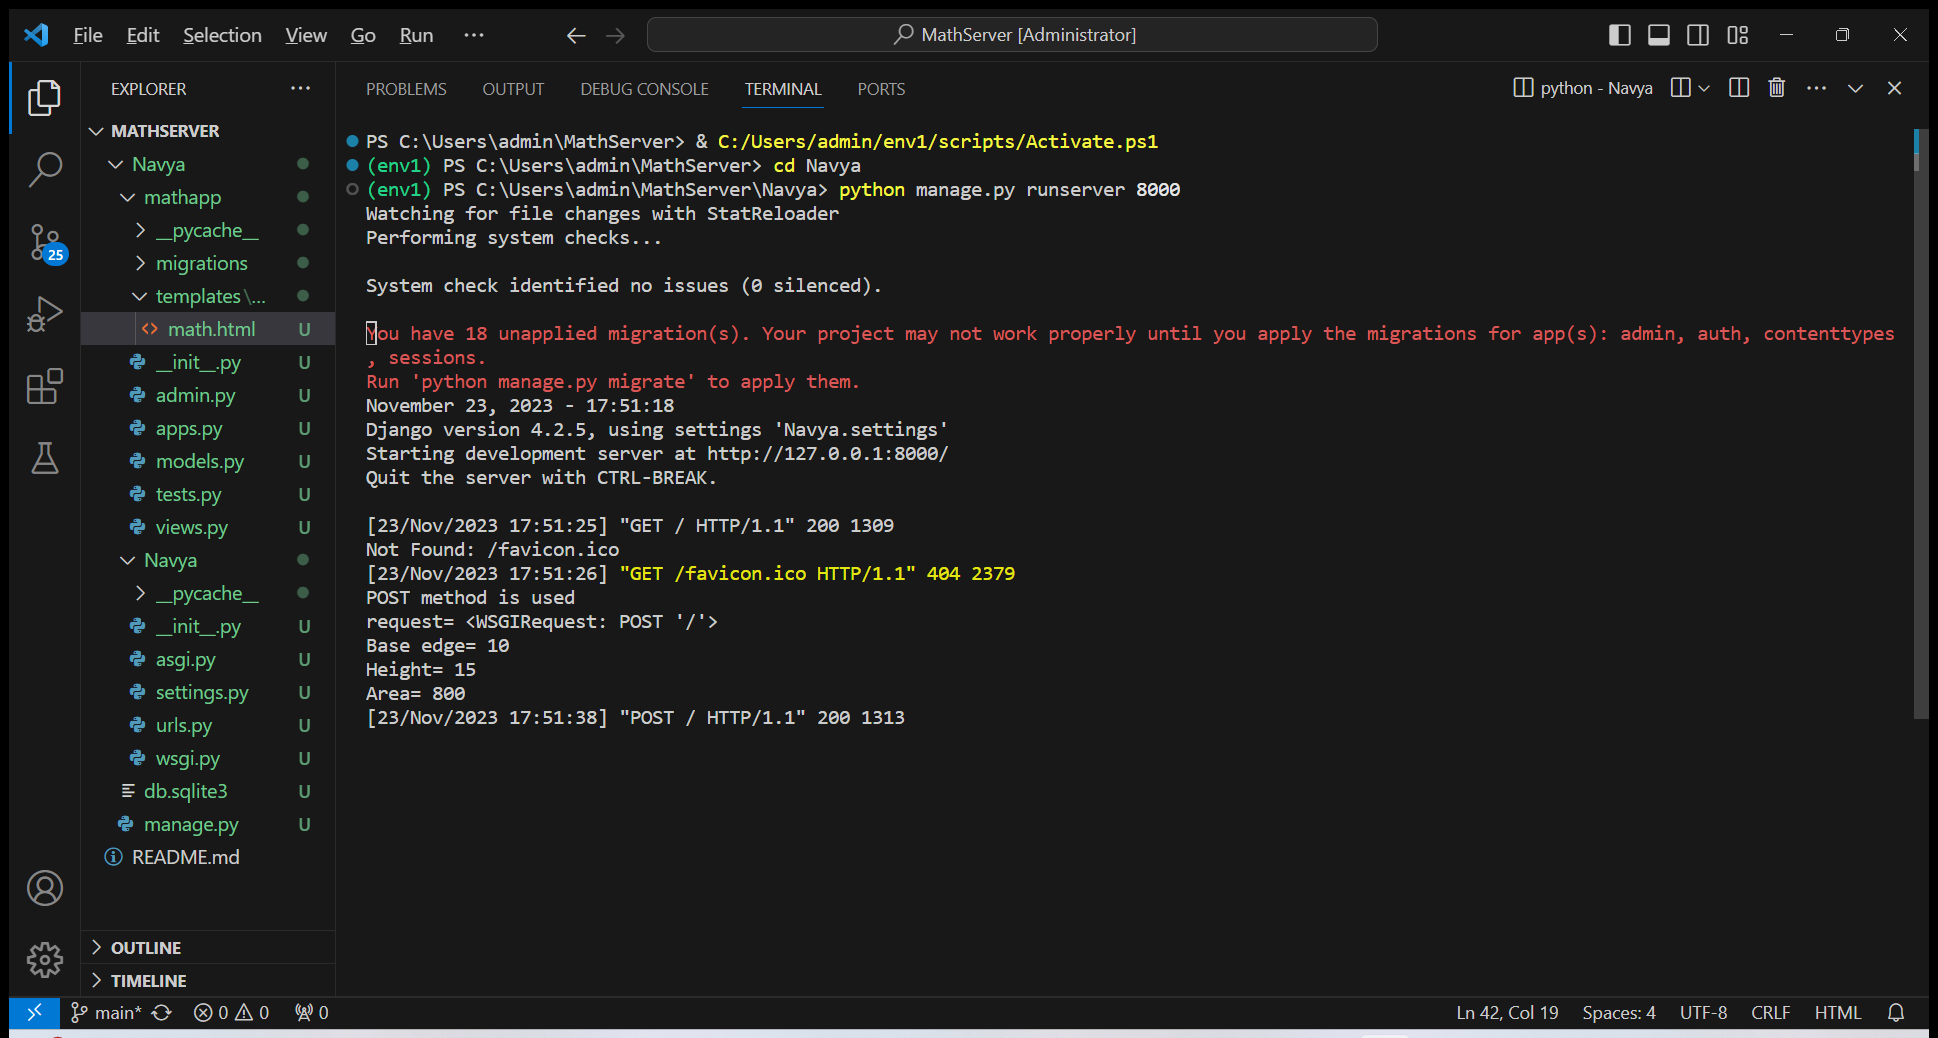 File Edit Selection View Go Run ··· MathServer [Administrator]
EXPLORER ···
MATHSERVER
Navya
mathapp
__pycache__
migrations
templates\...
<> math.html U
__init__.py U
admin.py U
apps.py U
models.py U
tests.py U
views.py U
Navya
__pycache__
__init__.py U
asgi.py U
settings.py U
urls.py U
wsgi.py U
db.sqlite3 U
manage.py U
README.md
OUTLINE
TIMELINE
25
PROBLEMS OUTPUT DEBUG CONSOLE TERMINAL PORTS python - Navya ···
PS C:\Users\admin\MathServer> & C:/Users/admin/env1/scripts/Activate.ps1
(env1) PS C:\Users\admin\MathServer> cd Navya
(env1) PS C:\Users\admin\MathServer\Navya> python manage.py runserver 8000
Watching for file changes with StatReloader
Performing system checks...
System check identified no issues (0 silenced).
You have 18 unapplied migration(s). Your project may not work properly until you apply the migrations for app(s): admin, auth, contenttypes
, sessions.
Run 'python manage.py migrate' to apply them.
November 23, 2023 - 17:51:18
Django version 4.2.5, using settings 'Navya.settings'
Starting development server at http://127.0.0.1:8000/
Quit the server with CTRL-BREAK.
[23/Nov/2023 17:51:25] "GET / HTTP/1.1" 200 1309
Not Found: /favicon.ico
[23/Nov/2023 17:51:26] "GET /favicon.ico HTTP/1.1" 404 2379
POST method is used
request= <WSGIRequest: POST '/'>
Base edge= 10
Height= 15
Area= 800
[23/Nov/2023 17:51:38] "POST / HTTP/1.1" 200 1313
main* 0 0 0 Ln 42, Col 19 Spaces: 4 UTF-8 CRLF HTML